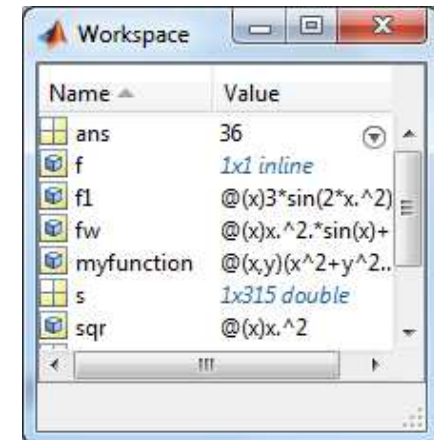 Workspace
Name Value
ans 36
f 1x1 inline
f1 @(x)3*sin(2*x.^2)
fw @(x)x.^2.*sin(x)+
myfunction @(x,y)(x^2+y^2..
s 1x315 double
sqr @(x)x.^2